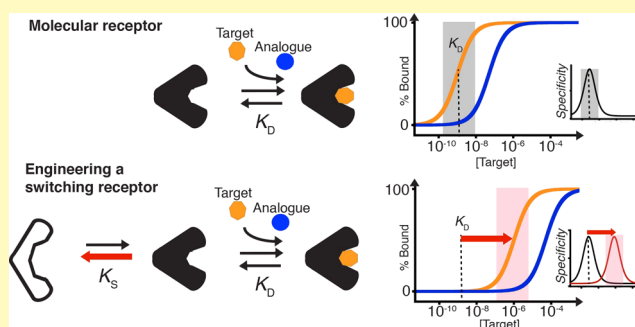 Molecular receptor
Target
Analogue
K_D
100
% Bound
0
K_D
10⁻¹⁰ 10⁻⁸ 10⁻⁶ 10⁻⁴
[Target]
Specificity
Engineering a
switching receptor
K_S
Target
Analogue
K_D
100
% Bound
0
K_D
10⁻¹⁰ 10⁻⁸ 10⁻⁶ 10⁻⁴
[Target]
Specificity